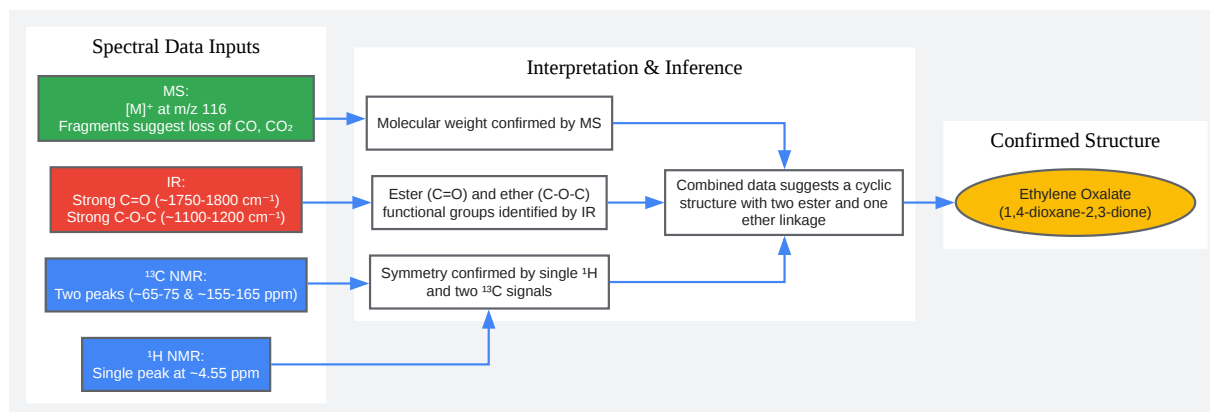 Spectral Data Inputs
MS:
[M]⁺ at m/z 116
Fragments suggest loss of CO, CO₂
IR:
Strong C=O (~1750-1800 cm⁻¹)
Strong C-O-C (~1100-1200 cm⁻¹)
¹³C NMR:
Two peaks (~65-75 & ~155-165 ppm)
¹H NMR:
Single peak at ~4.55 ppm
Interpretation & Inference
Molecular weight confirmed by MS
Ester (C=O) and ether (C-O-C)
functional groups identified by IR
Symmetry confirmed by single ¹H
and two ¹³C signals
Combined data suggests a cyclic
structure with two ester and one
ether linkage
Confirmed Structure
Ethylene Oxalate
(1,4-dioxane-2,3-dione)